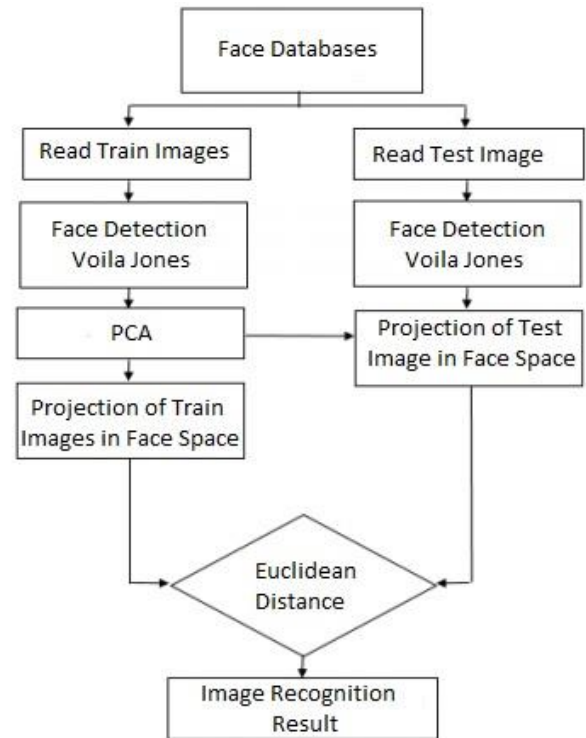 Face Databases
Read Train Images
Read Test Image
Face Detection
Voila Jones
Face Detection
Voila Jones
PCA
Projection of Test
Image in Face Space
Projection of Train
Images in Face Space
Euclidean
Distance
Image Recognition
Result